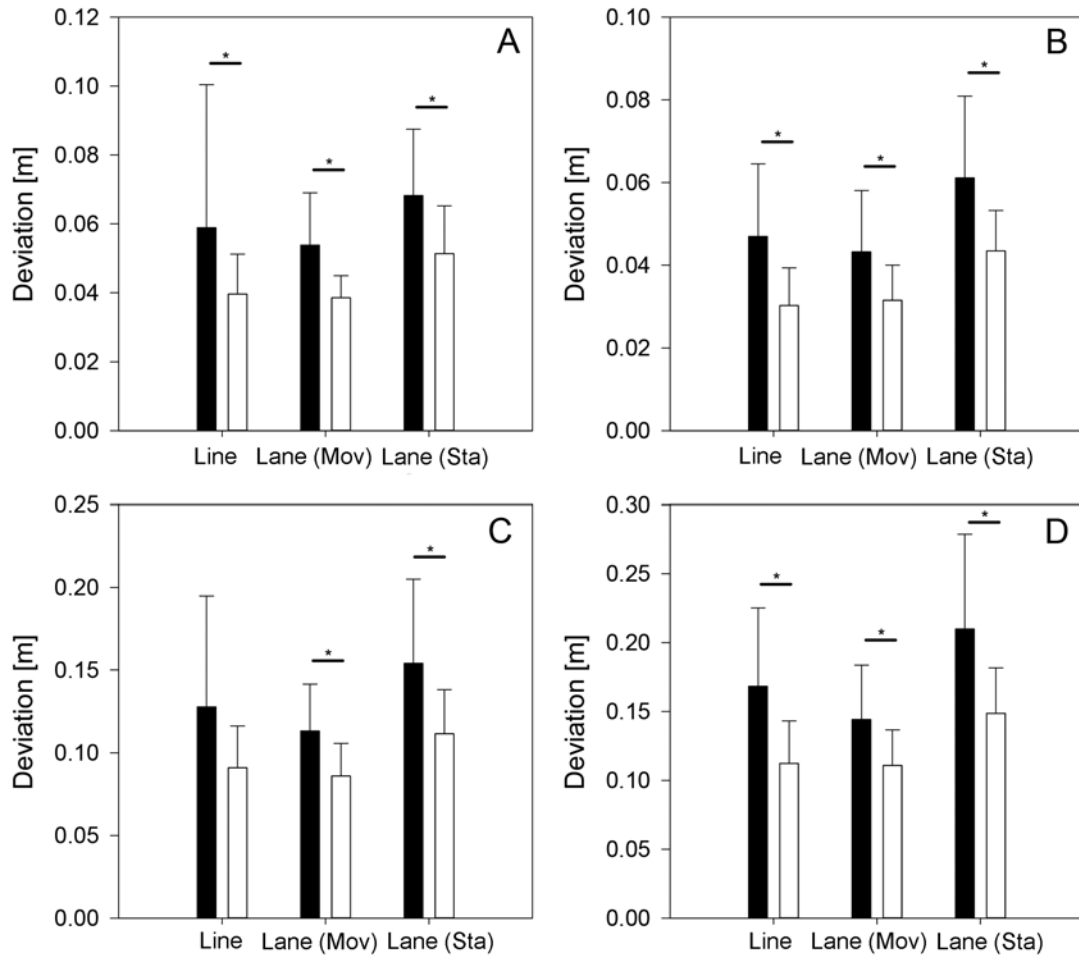 A
Deviation [m]
0.12
0.10
0.08
0.06
0.04
0.02
0.00
* * *
Line Lane (Mov) Lane (Sta)
B
Deviation [m]
0.10
0.08
0.06
0.04
0.02
0.00
* * *
Line Lane (Mov) Lane (Sta)
C
Deviation [m]
0.25
0.20
0.15
0.10
0.05
0.00
* *
Line Lane (Mov) Lane (Sta)
D
Deviation [m]
0.30
0.25
0.20
0.15
0.10
0.05
0.00
* * *
Line Lane (Mov) Lane (Sta)